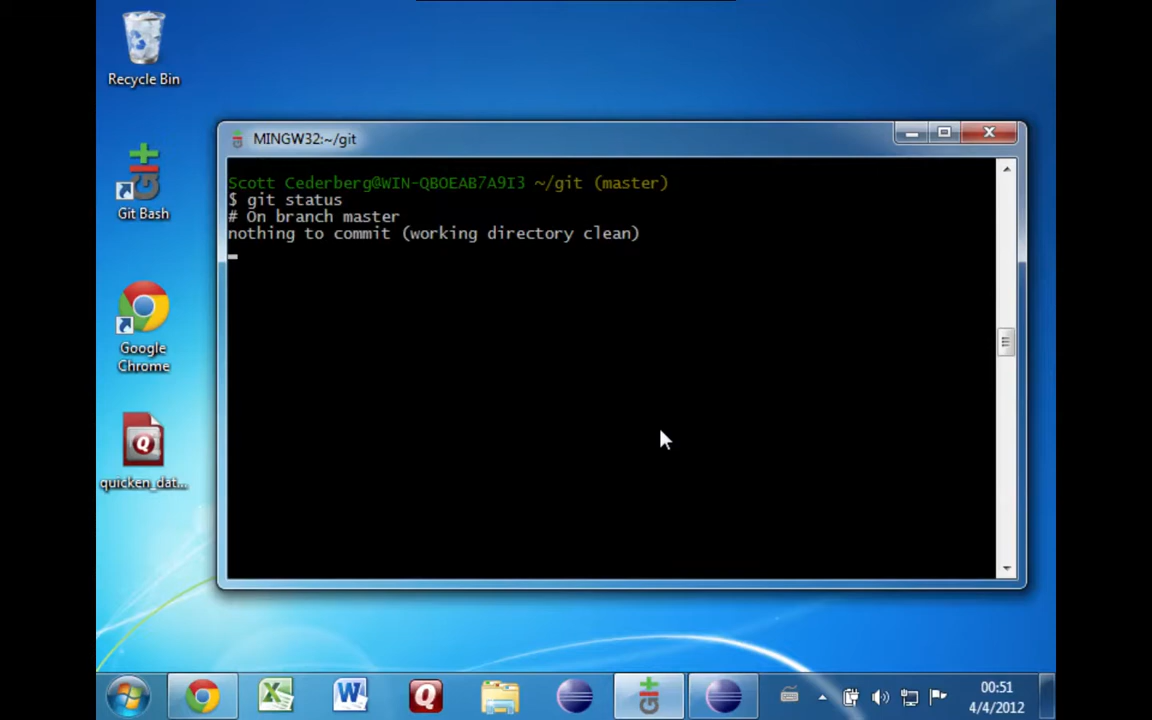 Recycle Bin
Git Bash
Google
Chrome
quicken_dat...
MINGW32:~/git
Scott Cederberg@WIN-QBOEAB7A9I3 ~/git (master)
$ git status
# On branch master
nothing to commit (working directory clean)
00:51
4/4/2012